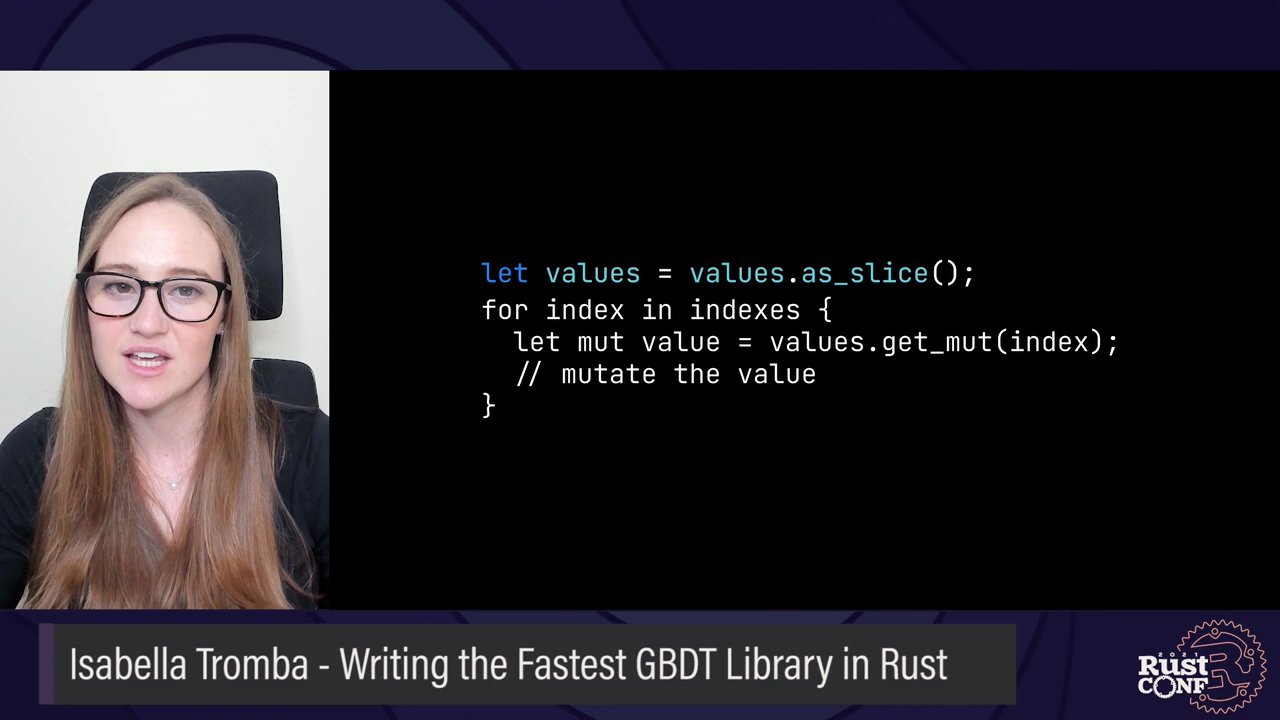 let values = values.as_slice();
for index in indexes {
  let mut value = values.get_mut(index);
  // mutate the value
}
Isabella Tromba - Writing the Fastest GBDT Library in Rust
Rust
CONF